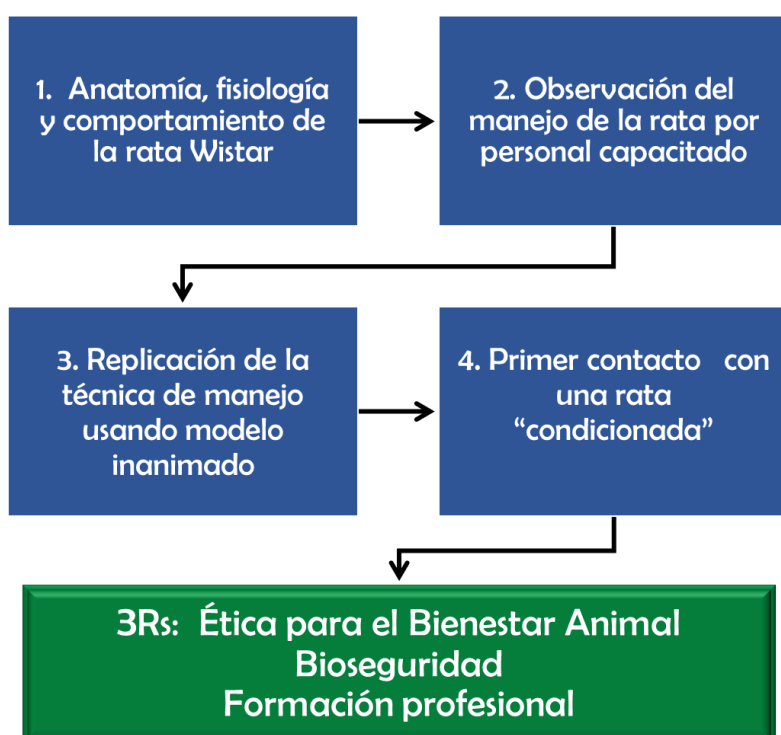 1. Anatomía, fisiología
y comportamiento de
la rata Wistar
2. Observación del
manejo de la rata por
personal capacitado
3. Replicación de la
técnica de manejo
usando modelo
inanimado
4. Primer contacto con
una rata
“condicionada”
3Rs: Ética para el Bienestar Animal
Bioseguridad
Formación profesional